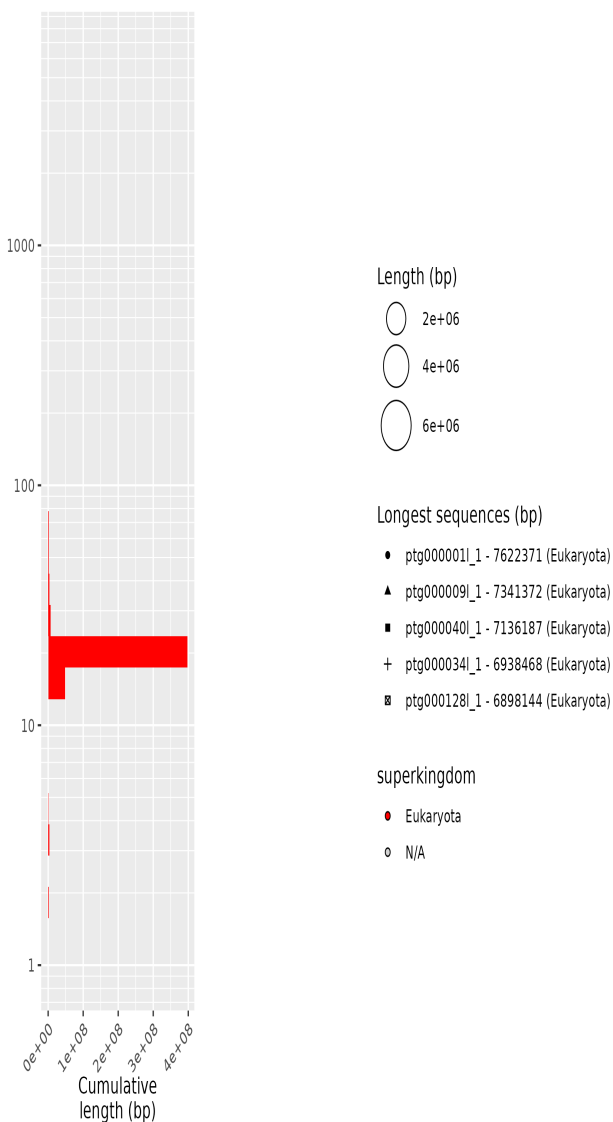 1000
100
10
1
0e+00
1e+08
2e+08
3e+08
4e+08
Cumulative
length (bp)
Length (bp)
2e+06
4e+06
6e+06
Longest sequences (bp)
ptg000001l_1 - 7622371 (Eukaryota)
ptg000009l_1 - 7341372 (Eukaryota)
ptg000040l_1 - 7136187 (Eukaryota)
ptg000034l_1 - 6938468 (Eukaryota)
ptg000128l_1 - 6898144 (Eukaryota)
superkingdom
Eukaryota
N/A